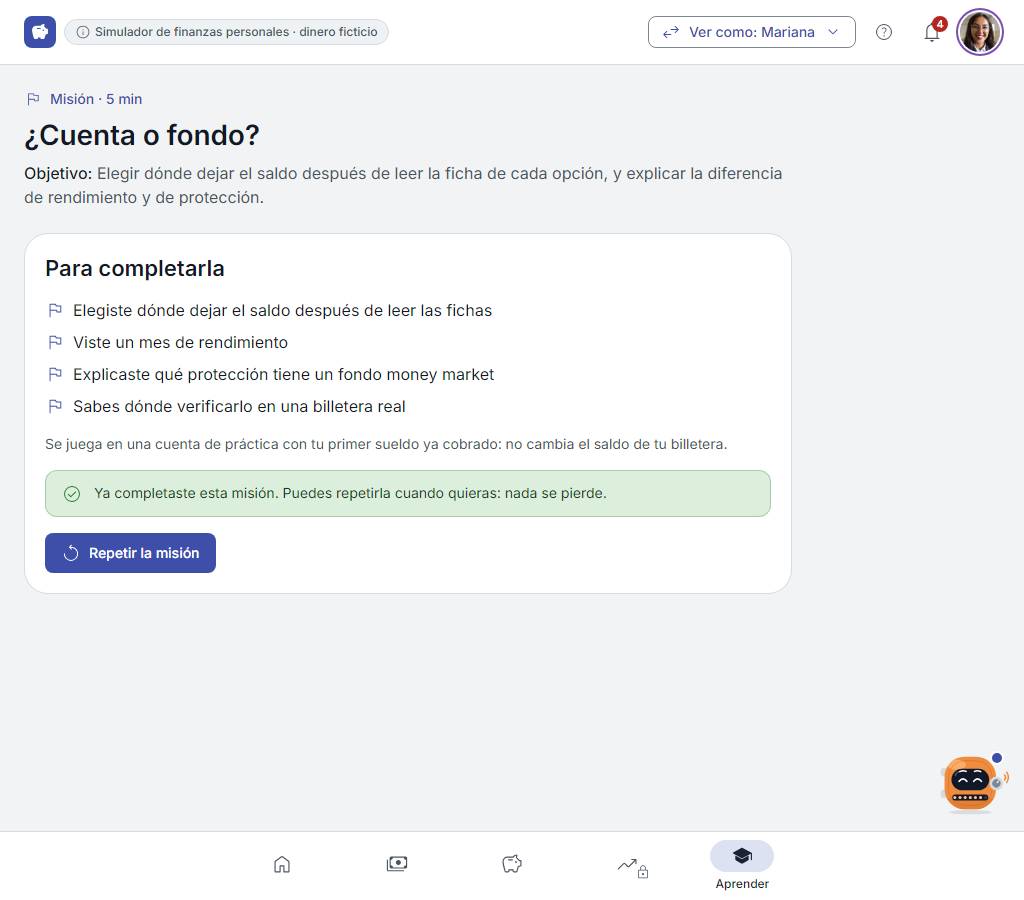 Simulador de finanzas personales · dinero ficticio
Ver como: Mariana
4
Misión · 5 min
¿Cuenta o fondo?
Objetivo: Elegir dónde dejar el saldo después de leer la ficha de cada opción, y explicar la diferencia
de rendimiento y de protección.
Para completarla
Elegiste dónde dejar el saldo después de leer las fichas
Viste un mes de rendimiento
Explicaste qué protección tiene un fondo money market
Sabes dónde verificarlo en una billetera real
Se juega en una cuenta de práctica con tu primer sueldo ya cobrado: no cambia el saldo de tu billetera.
Ya completaste esta misión. Puedes repetirla cuando quieras: nada se pierde.
Repetir la misión
Aprender